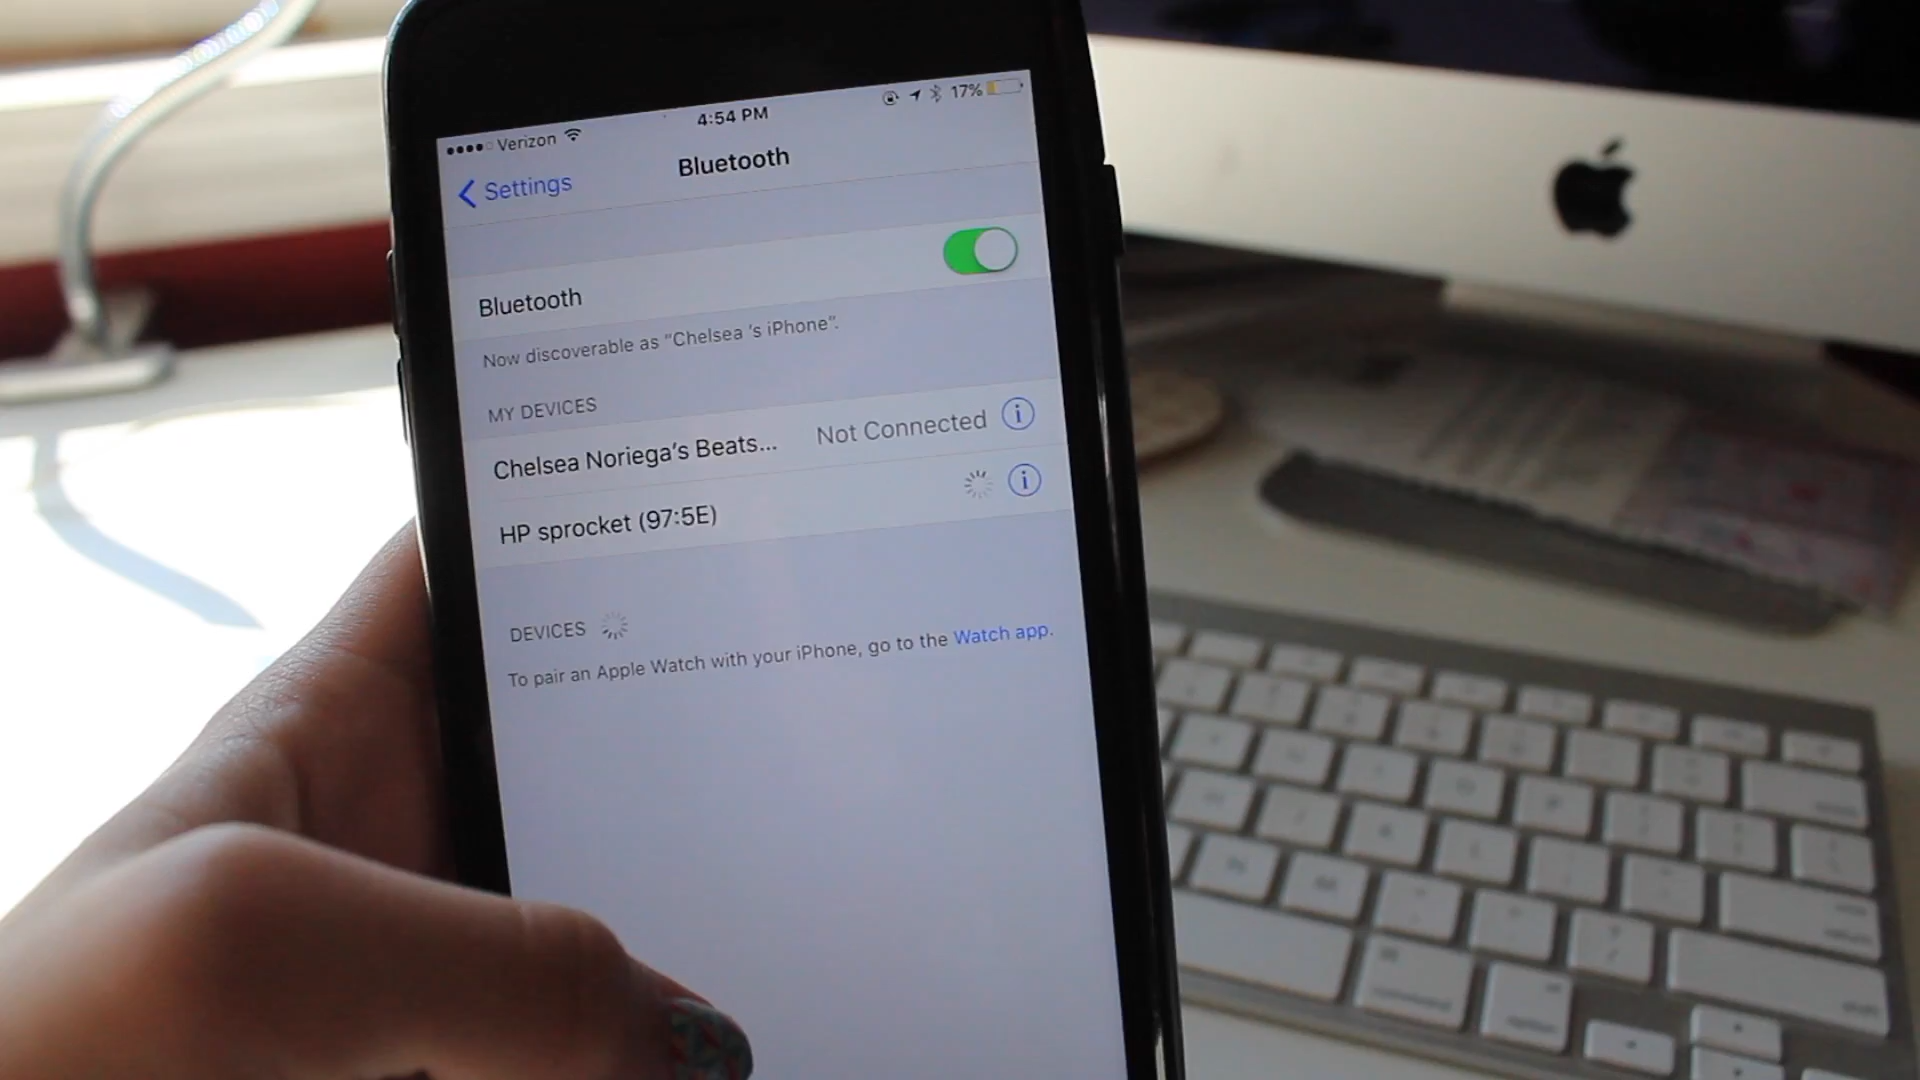 ●●●●○ Verizon 4:54 PM 17%
Settings Bluetooth
Bluetooth
Now discoverable as “Chelsea 's iPhone”.
MY DEVICES
Chelsea Noriega's Beats... Not Connected
HP sprocket (97:5E)
DEVICES
To pair an Apple Watch with your iPhone, go to the Watch app.